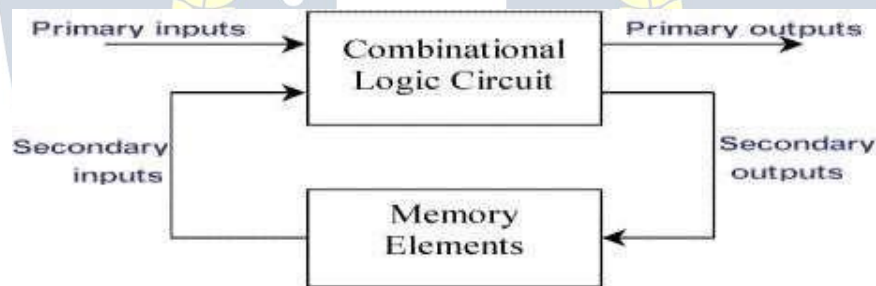 Primary inputs
Combinational
Logic Circuit
Primary outputs
Secondary
inputs
Secondary
outputs
Memory
Elements